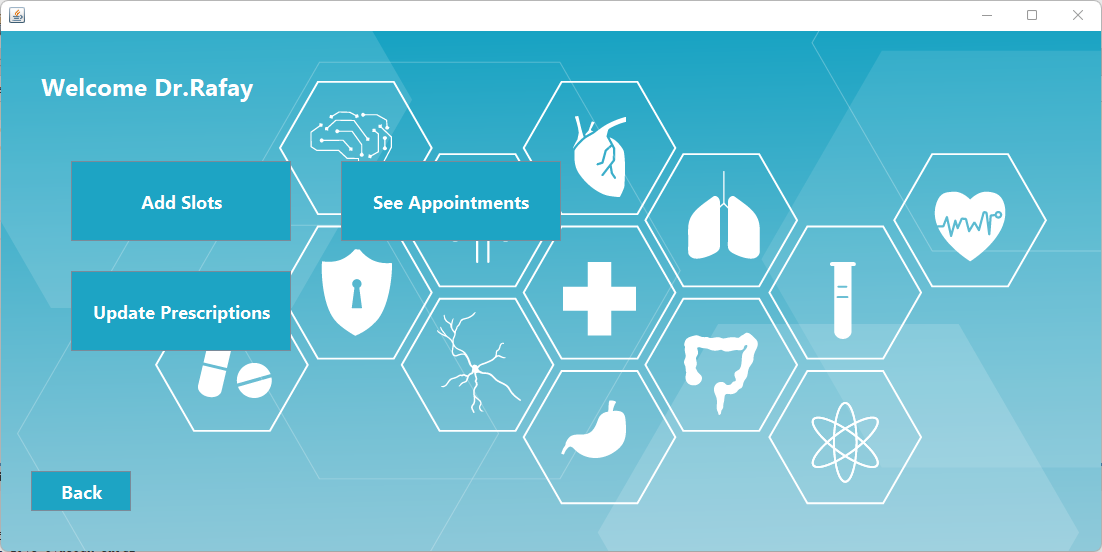 Welcome Dr.Rafay
Add Slots
See Appointments
Update Prescriptions
Back